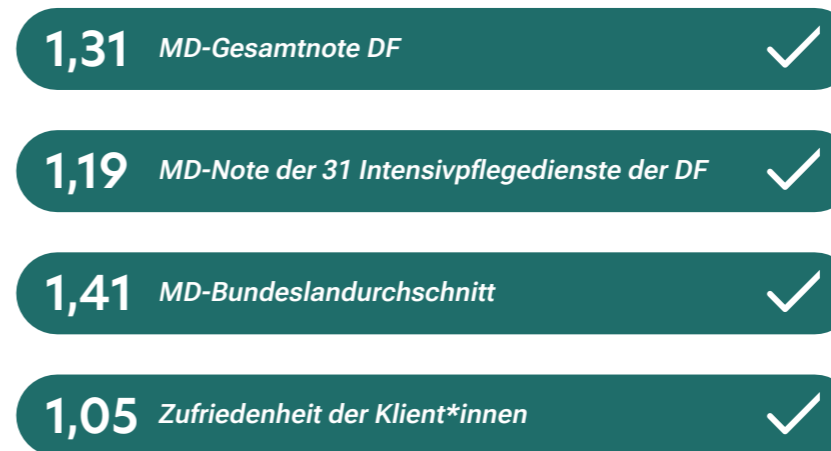 1,31 MD-Gesamtnote DF
1,19 MD-Note der 31 Intensivpflegedienste der DF
1,41 MD-Bundeslandurchschnitt
1,05 Zufriedenheit der Klient*innen